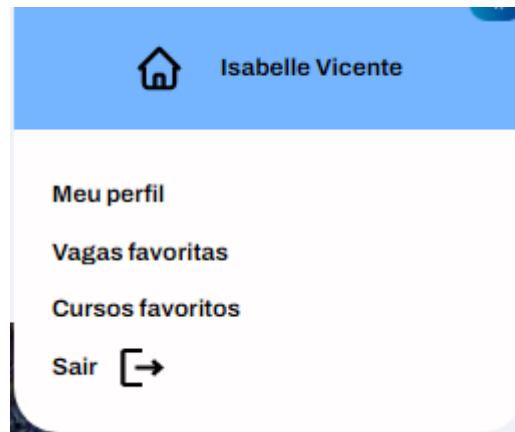 Isabelle Vicente
Meu perfil
Vagas favoritas
Cursos favoritos
Sair